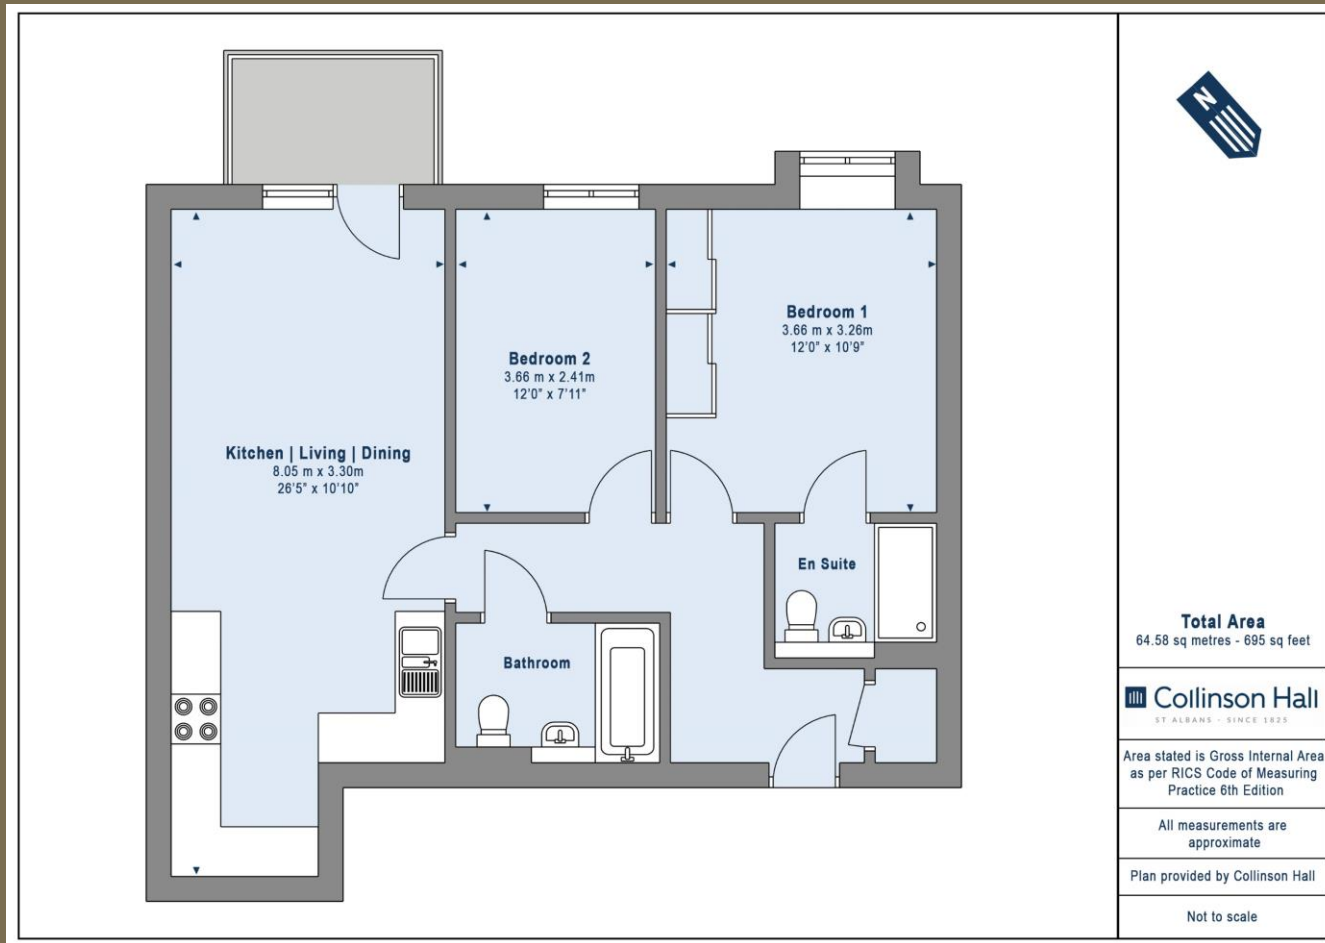 N
Kitchen | Living | Dining
8.05 m x 3.30m
26'5" x 10'10"
Bedroom 2
3.66 m x 2.41m
12'0" x 7'11"
Bedroom 1
3.66 m x 3.26m
12'0" x 10'9"
En Suite
Bathroom
Total Area
64.58 sq metres - 695 sq feet
Collinson Hall
ST ALBANS - SINCE 1825
Area stated is Gross Internal Area
as per RICS Code of Measuring
Practice 6th Edition
All measurements are
approximate
Plan provided by Collinson Hall
Not to scale